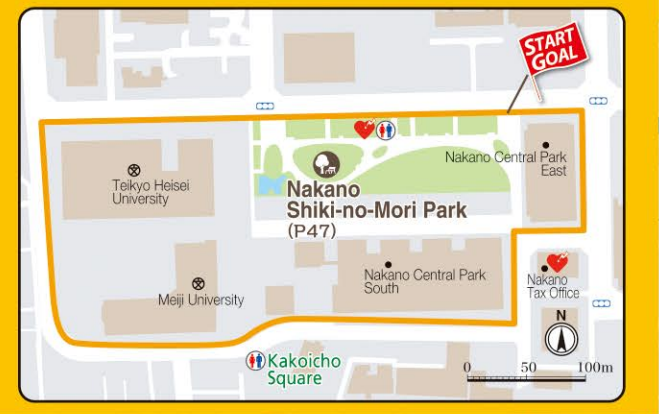 START
GOAL
Nakano Central Park
East
Teikyo Heisei
University
Nakano
Shiki-no-Mori Park
(P47)
Nakano Central Park
South
Nakano
Tax Office
Meiji University
N
Kakoicho
Square
0 50 100m